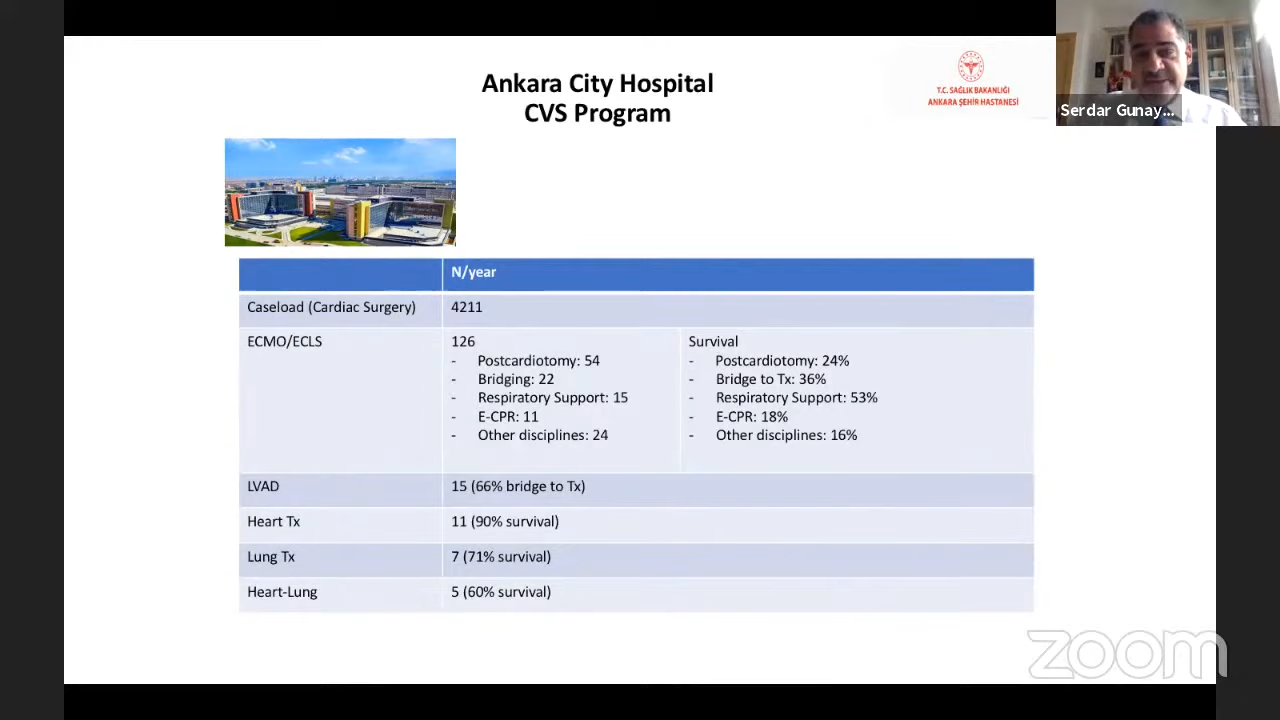 Ankara City Hospital
CVS Program
T.C. SAĞLIK BAKANLIĞI
ANKARA ŞEHİR HASTANESİ
Serdar Gunay...
N/year
Caseload (Cardiac Surgery) 4211
ECMO/ECLS 126 Survival
- Postcardiotomy: 54 - Postcardiotomy: 24%
- Bridging: 22 - Bridge to Tx: 36%
- Respiratory Support: 15 - Respiratory Support: 53%
- E-CPR: 11 - E-CPR: 18%
- Other disciplines: 24 - Other disciplines: 16%
LVAD 15 (66% bridge to Tx)
Heart Tx 11 (90% survival)
Lung Tx 7 (71% survival)
Heart-Lung 5 (60% survival)
zoom